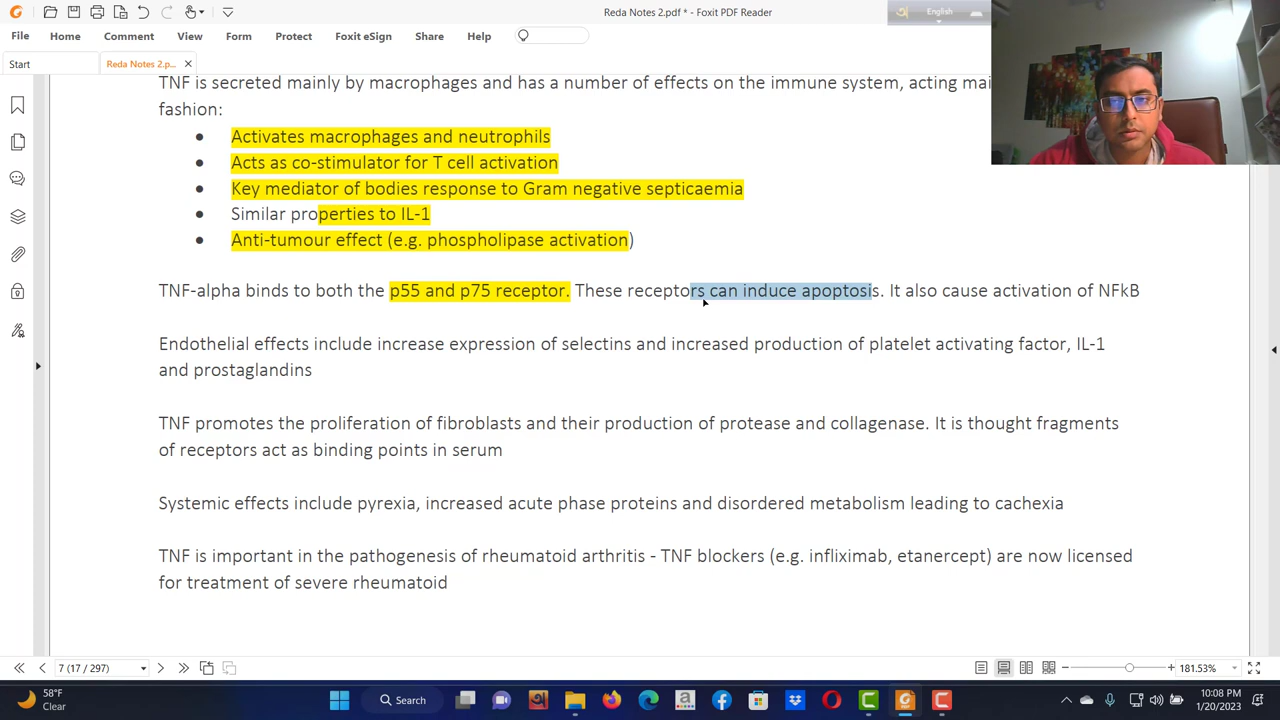 Reda Notes 2.pdf * - Foxit PDF Reader
English
File Home Comment View Form Protect Foxit eSign Share Help
Start
Reda Notes 2.p...
TNF is secreted mainly by macrophages and has a number of effects on the immune system, acting mai
fashion:
• Activates macrophages and neutrophils
• Acts as co-stimulator for T cell activation
• Key mediator of bodies response to Gram negative septicaemia
• Similar properties to IL-1
• Anti-tumour effect (e.g. phospholipase activation)
TNF-alpha binds to both the p55 and p75 receptor. These receptors can induce apoptosis. It also cause activation of NFkB
Endothelial effects include increase expression of selectins and increased production of platelet activating factor, IL-1
and prostaglandins
TNF promotes the proliferation of fibroblasts and their production of protease and collagenase. It is thought fragments
of receptors act as binding points in serum
Systemic effects include pyrexia, increased acute phase proteins and disordered metabolism leading to cachexia
TNF is important in the pathogenesis of rheumatoid arthritis - TNF blockers (e.g. infliximab, etanercept) are now licensed
for treatment of severe rheumatoid
7 (17 / 297)
181.53%
58°F
Clear
Search
10:08 PM
1/20/2023